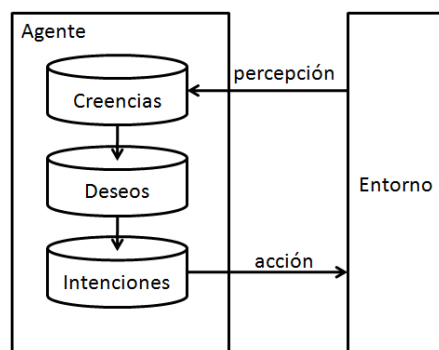 Agente
percepción
Creencias
Deseos
Entorno
acción
Intenciones